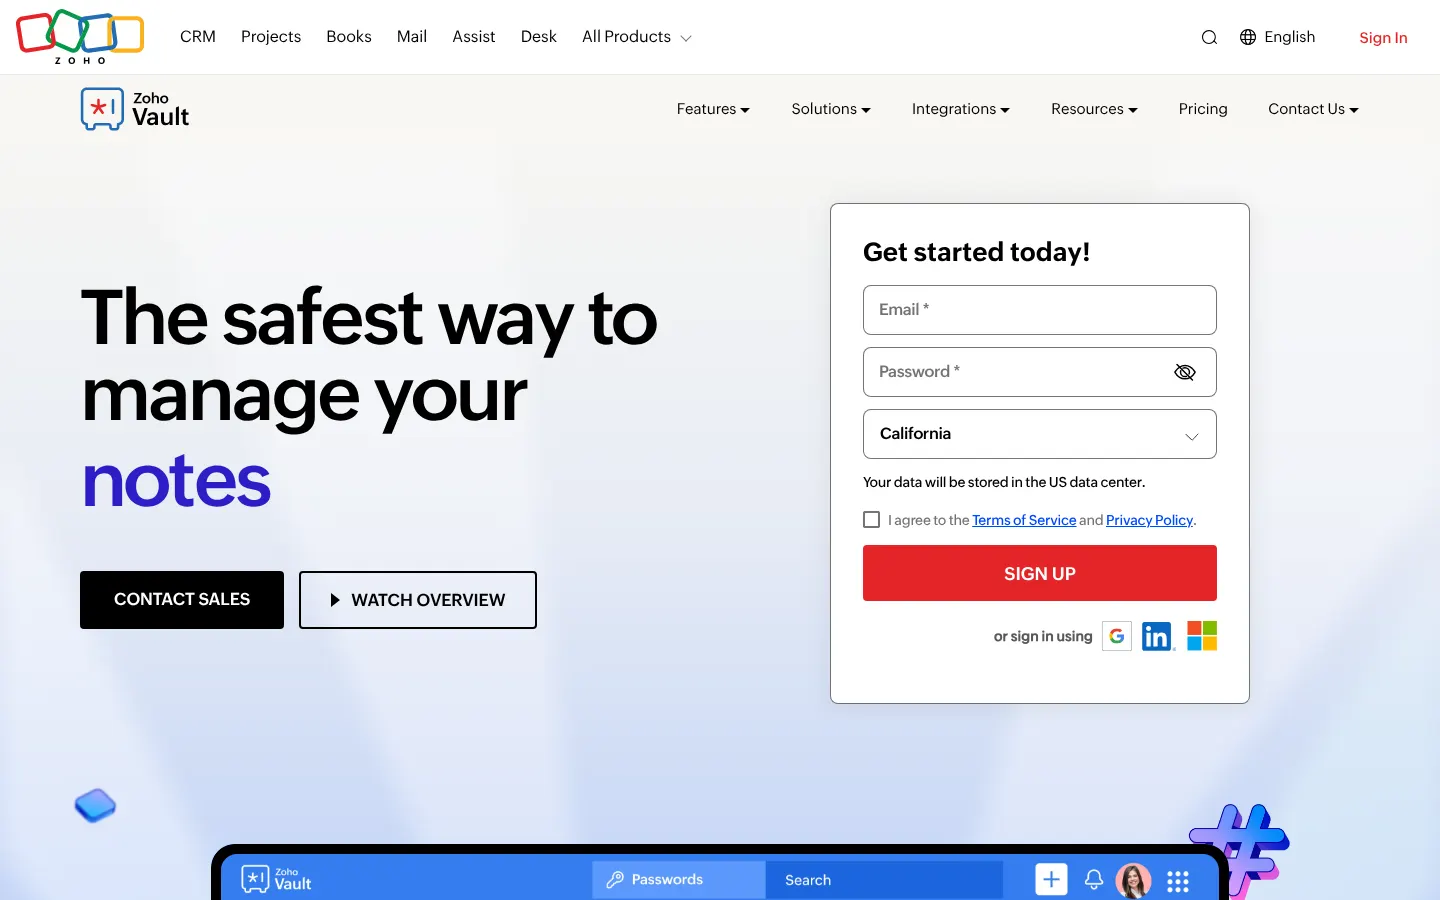 ZOHO
CRM Projects Books Mail Assist Desk All Products English Sign In
Zoho
Vault
Features Solutions Integrations Resources Pricing Contact Us
Get started today!
Email *
Password *
California
Your data will be stored in the US data center.
I agree to the Terms of Service and Privacy Policy.
SIGN UP
or sign in using
The safest way to
manage your
notes
CONTACT SALES WATCH OVERVIEW
Zoho
Vault
Passwords Search